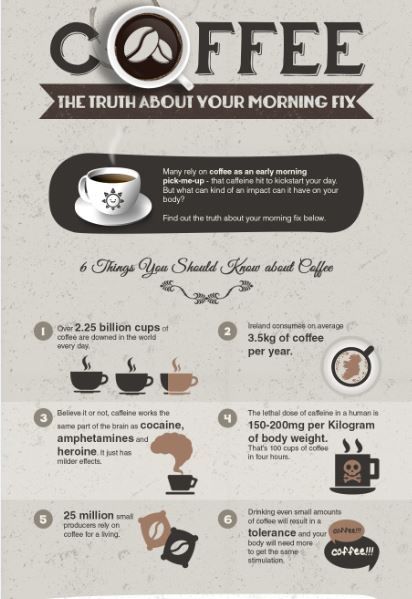 COFFEE
THE TRUTH ABOUT YOUR MORNING FIX
Many rely on coffee as an early morning
pick-me-up - that caffeine hit to kickstart your day.
But what can kind of an impact can it have on your
body?
Find out the truth about your morning fix below.
6 Things You Should Know about Coffee
1
Over 2.25 billion cups of
coffee are downed in the world
every day.
2
Ireland consumes on average
3.5kg of coffee
per year.
3
Believe it or not, caffeine works the
same part of the brain as cocaine,
amphetamines and
heroine. It just has
milder effects.
4
The lethal dose of caffeine in a human is
150-200mg per Kilogram
of body weight.
That's 100 cups of coffee
in four hours.
5
25 million small
producers rely on
coffee for a living.
6
Drinking even small amounts
of coffee will result in a
tolerance and your
body will need more
to get the same
stimulation.
coffee!!!
coffee!!!